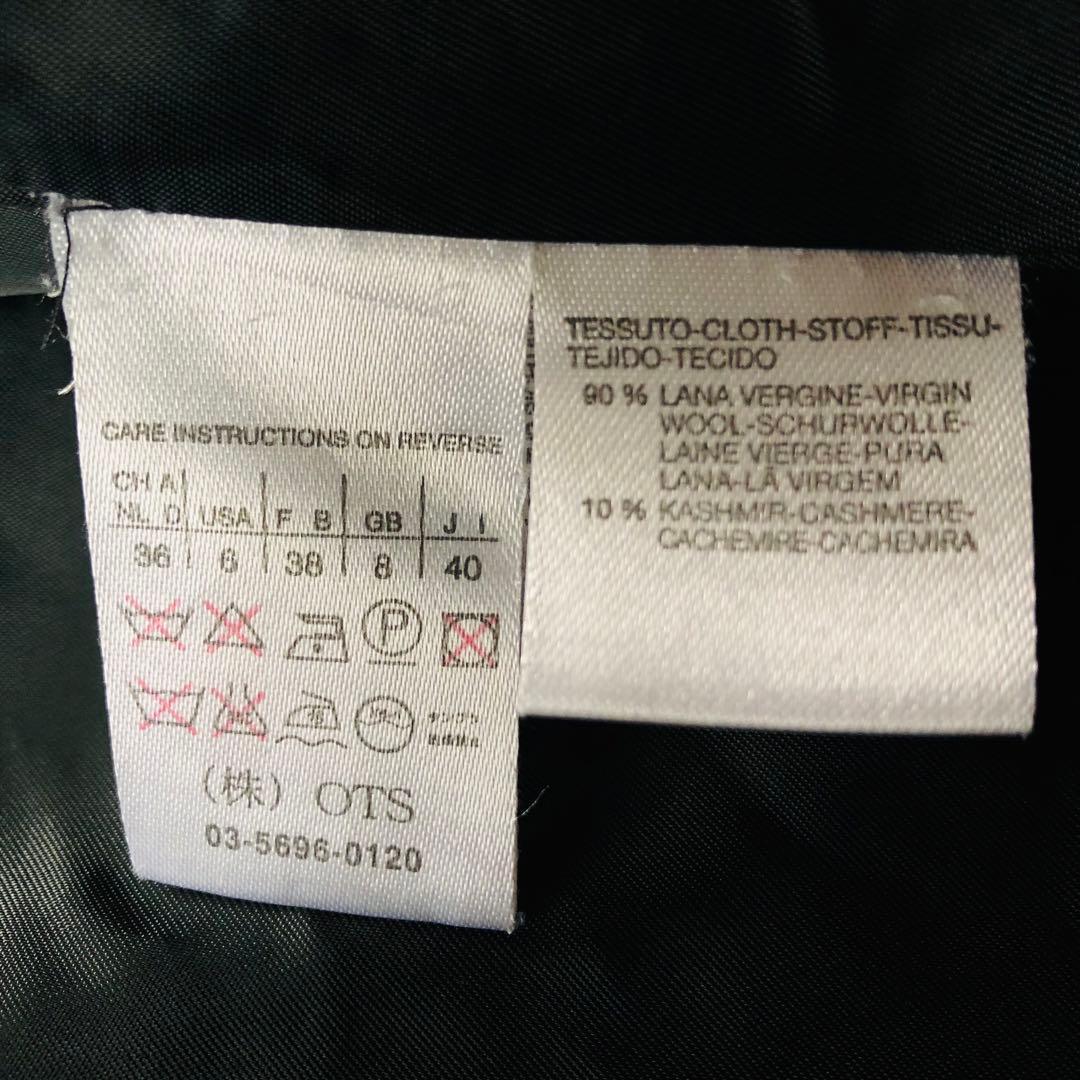 CARE INSTRUCTIONS ON REVERSE
CH A
NL D USA F B GB J I
36 6 38 8 40
P
(株) OTS
03-5696-0120
TESSUTO-CLOTH-STOFF-TISSU-
TEJIDO-TECIDO
90 % LANA VERGINE-VIRGIN
WOOL-SCHURWOLLE-
LAINE VIERGE-PURA
LANA-LÃ VIRGEM
10 % KASHMIR-CASHMERE-
CACHEMIRE-CACHEMIRA